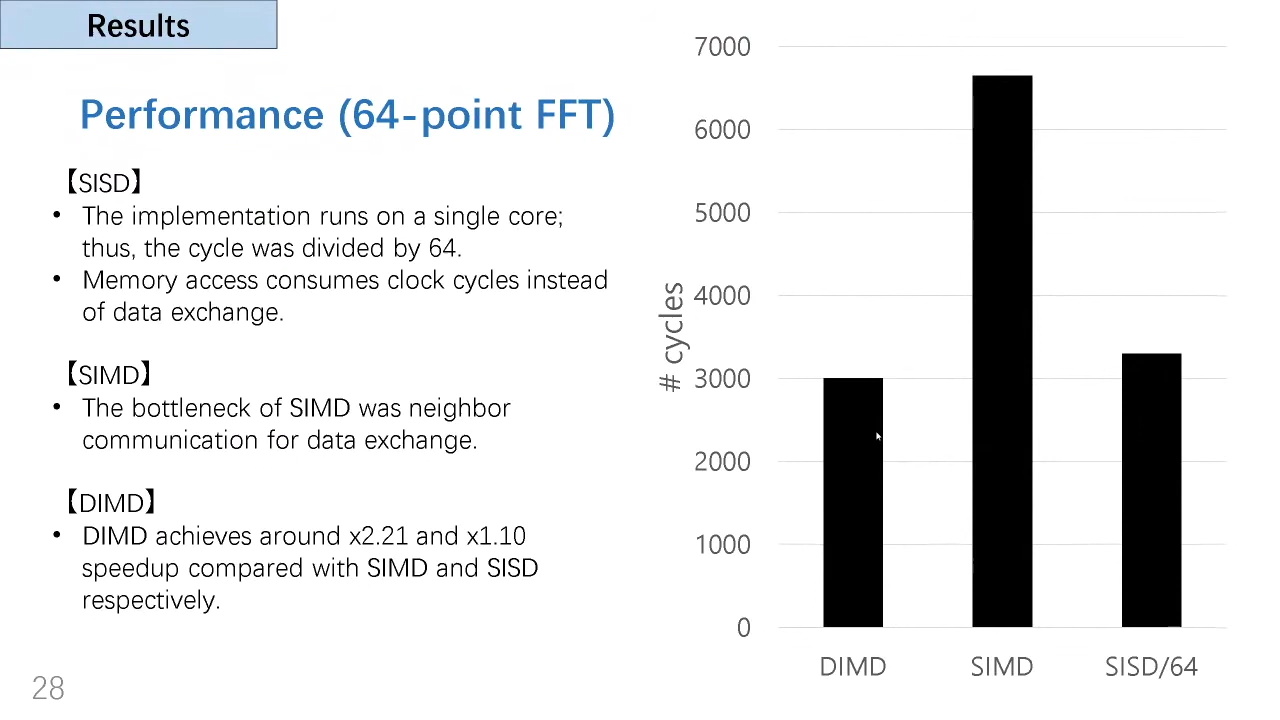 Results
Performance (64-point FFT)
【SISD】
• The implementation runs on a single core;
thus, the cycle was divided by 64.
• Memory access consumes clock cycles instead
of data exchange.
【SIMD】
• The bottleneck of SIMD was neighbor
communication for data exchange.
【DIMD】
• DIMD achieves around x2.21 and x1.10
speedup compared with SIMD and SISD
respectively.
28
# cycles
7000
6000
5000
4000
3000
2000
1000
0
DIMD SIMD SISD/64